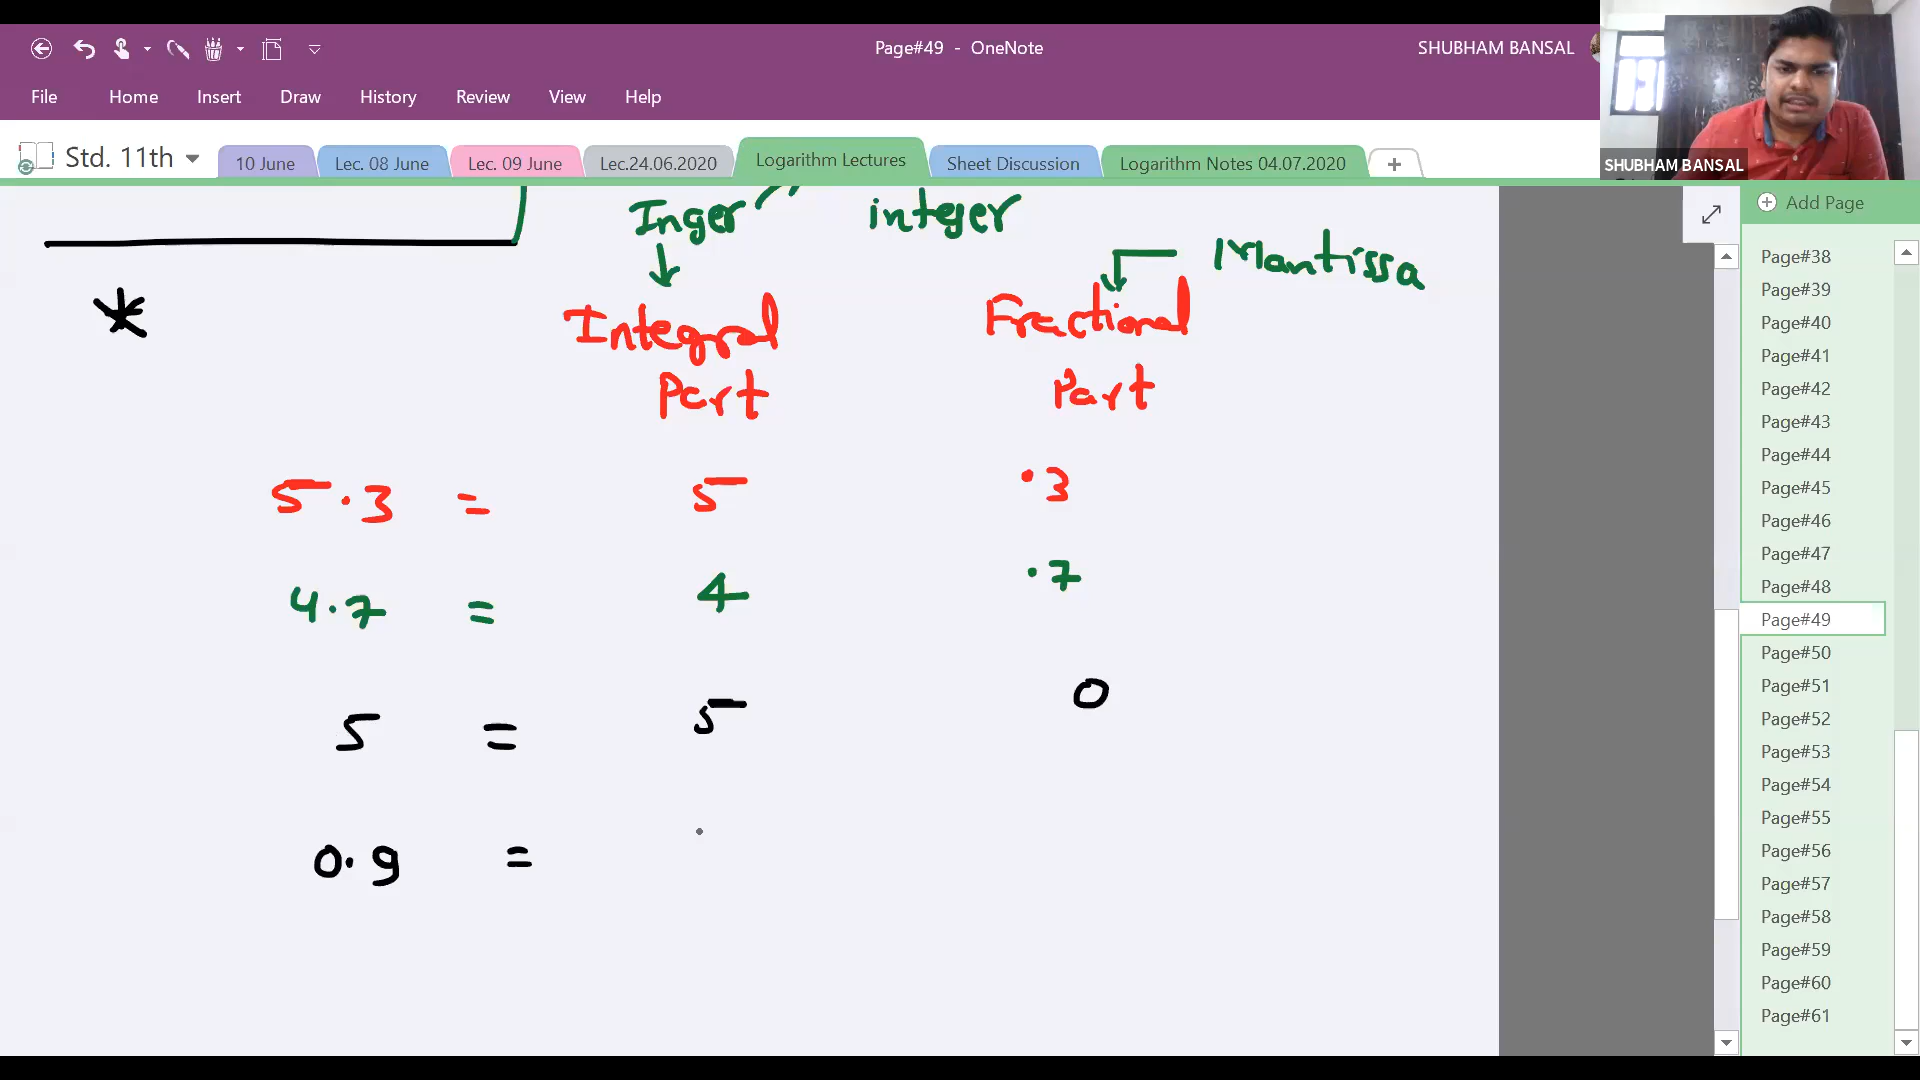 Page#49 - OneNote
SHUBHAM BANSAL
File Home Insert Draw History Review View Help
SHUBHAM BANSAL
Std. 11th
10 June
Lec. 08 June
Lec. 09 June
Lec.24.06.2020
Logarithm Lectures
Sheet Discussion
Logarithm Notes 04.07.2020
+
Add Page
Inger integer
Mantissa
*
Integral Fractional
Part Part
5.3 = 5 .3
4.7 = 4 .7
5 = 5 0
0.9 =
Page#38
Page#39
Page#40
Page#41
Page#42
Page#43
Page#44
Page#45
Page#46
Page#47
Page#48
Page#49
Page#50
Page#51
Page#52
Page#53
Page#54
Page#55
Page#56
Page#57
Page#58
Page#59
Page#60
Page#61